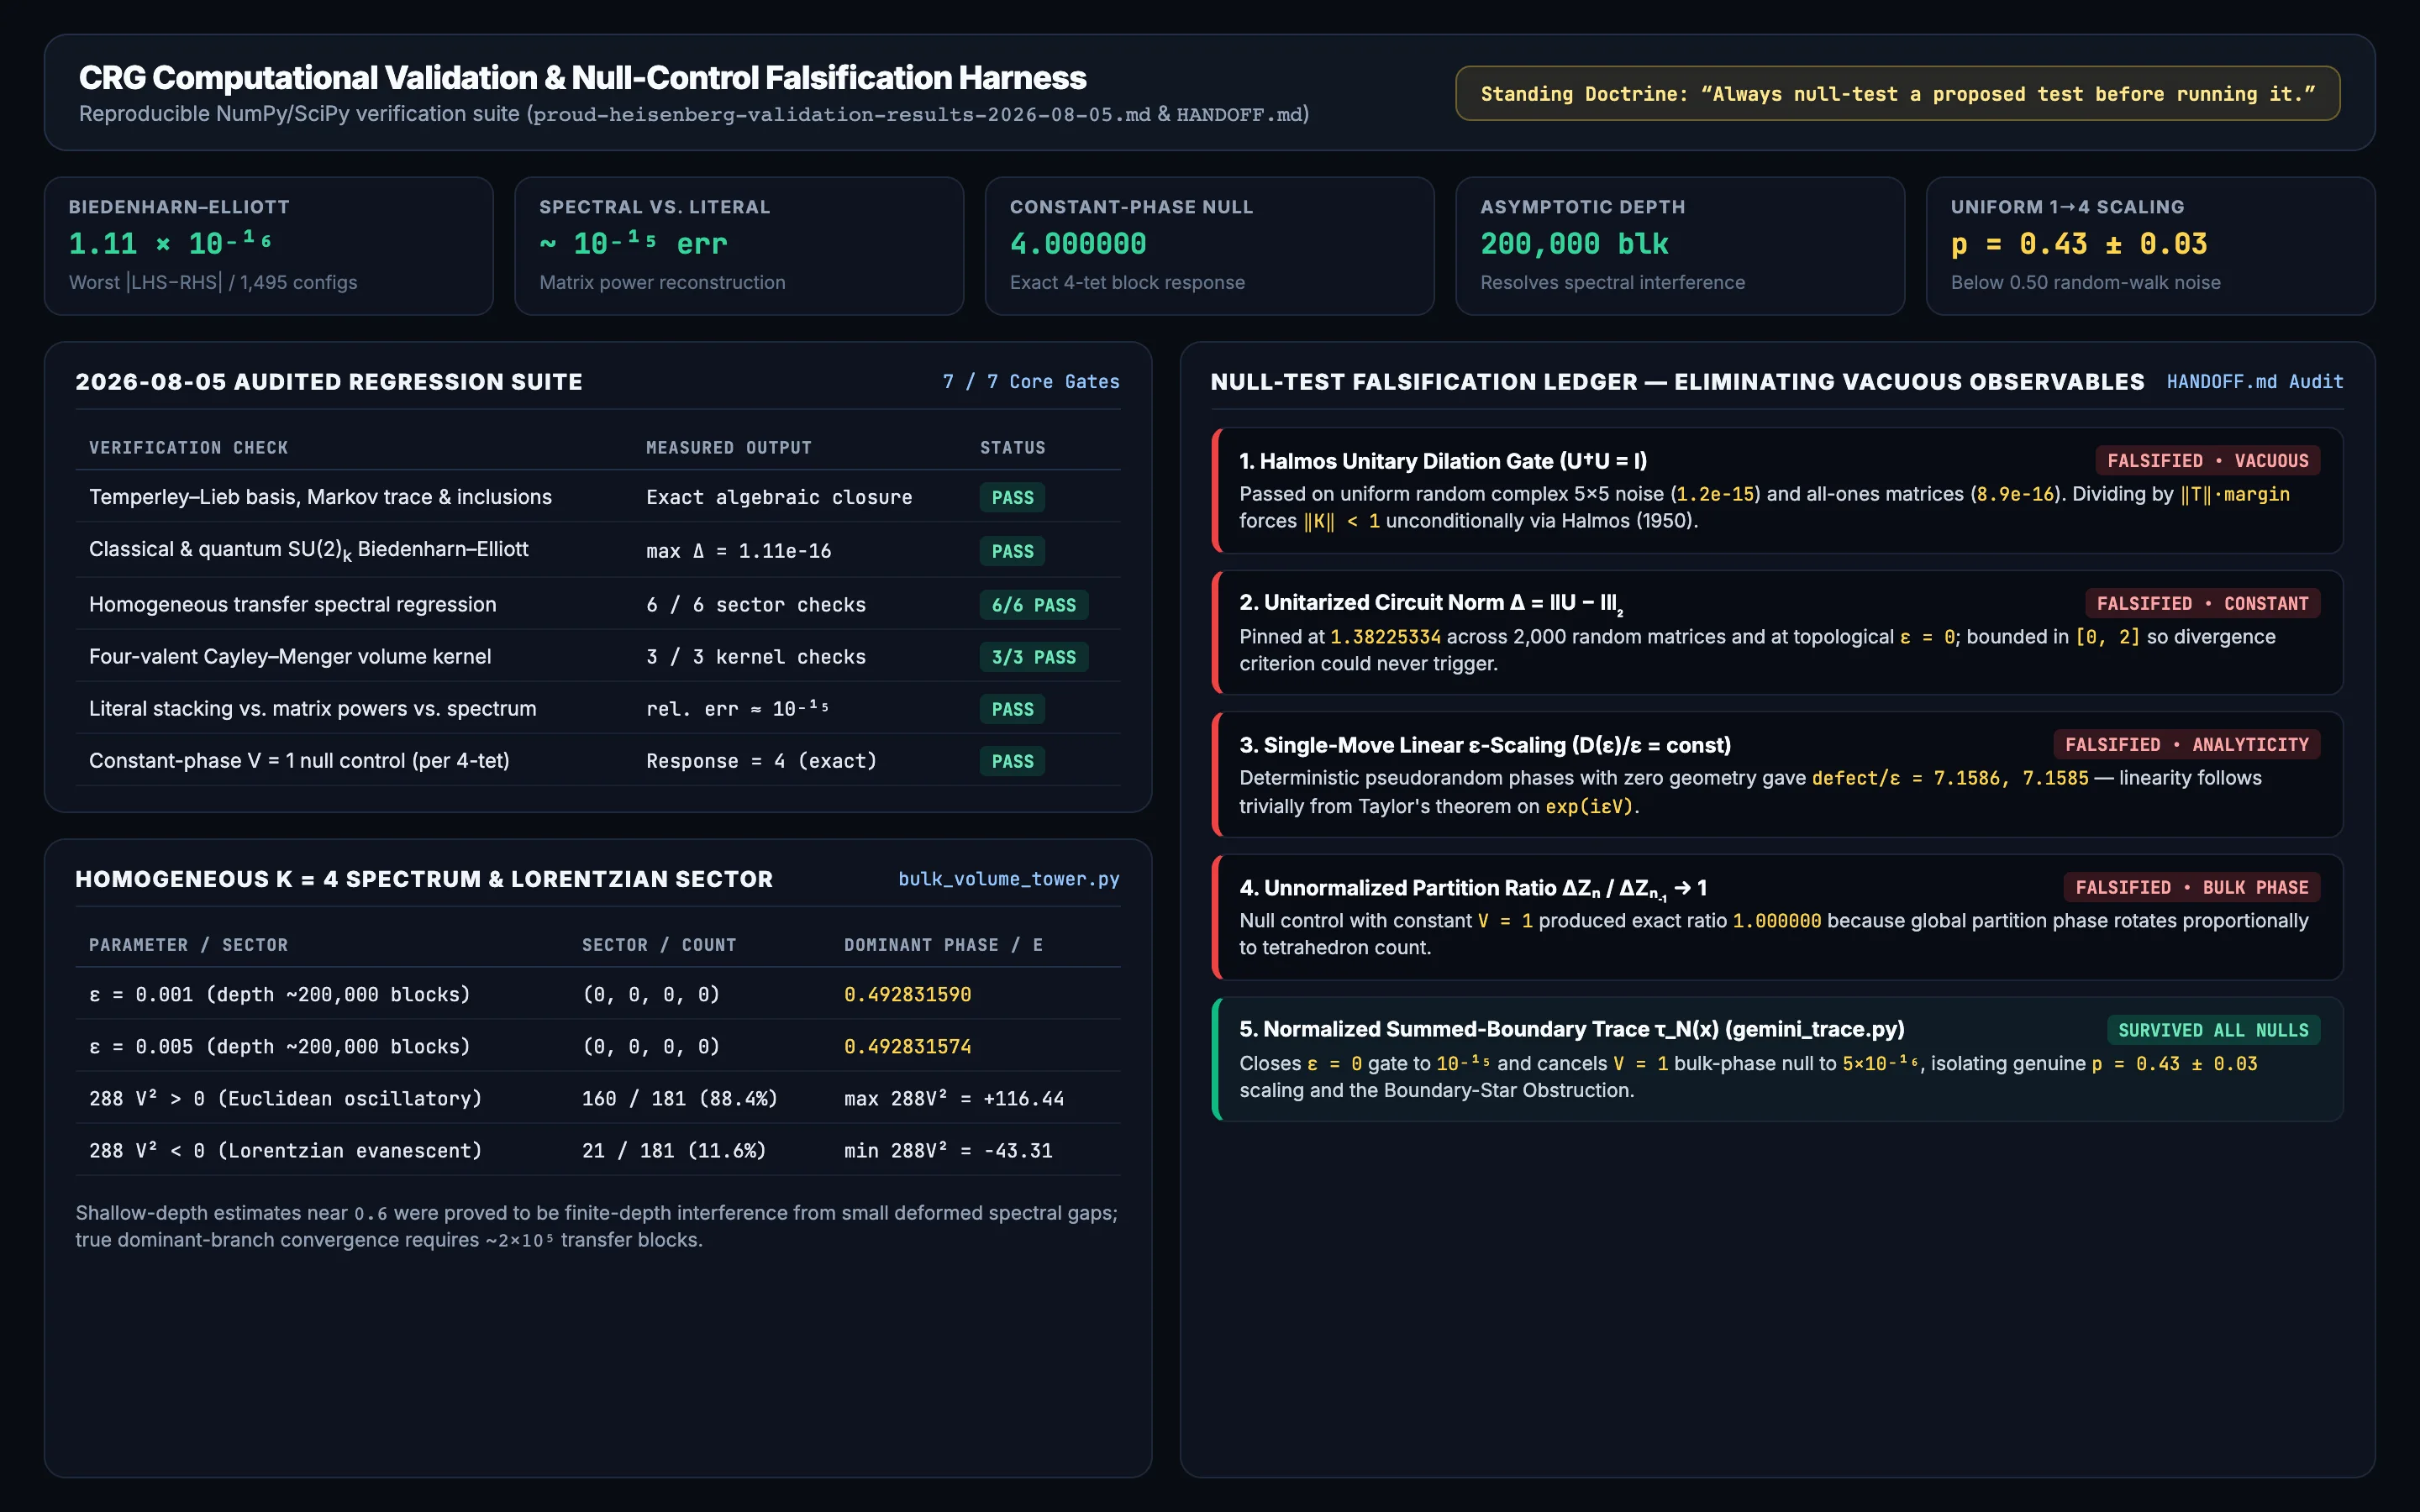 CRG Computational Validation & Null-Control Falsification Harness
Reproducible NumPy/SciPy verification suite (proud-heisenberg-validation-results-2026-08-05.md & HANDOFF.md)
Standing Doctrine: “Always null-test a proposed test before running it.”
BIEDENHARN–ELLIOTT
1.11 × 10⁻¹⁶
Worst |LHS−RHS| / 1,495 configs
SPECTRAL VS. LITERAL
~ 10⁻¹⁵ err
Matrix power reconstruction
CONSTANT-PHASE NULL
4.000000
Exact 4-tet block response
ASYMPTOTIC DEPTH
200,000 blk
Resolves spectral interference
UNIFORM 1→4 SCALING
p = 0.43 ± 0.03
Below 0.50 random-walk noise
2026-08-05 AUDITED REGRESSION SUITE
7 / 7 Core Gates
VERIFICATION CHECK MEASURED OUTPUT STATUS
Temperley–Lieb basis, Markov trace & inclusions Exact algebraic closure PASS
Classical & quantum SU(2)ₖ Biedenharn–Elliott max Δ = 1.11e-16 PASS
Homogeneous transfer spectral regression 6 / 6 sector checks 6/6 PASS
Four-valent Cayley–Menger volume kernel 3 / 3 kernel checks 3/3 PASS
Literal stacking vs. matrix powers vs. spectrum rel. err ≈ 10⁻¹⁵ PASS
Constant-phase V = 1 null control (per 4-tet) Response = 4 (exact) PASS
HOMOGENEOUS K = 4 SPECTRUM & LORENTZIAN SECTOR
bulk_volume_tower.py
PARAMETER / SECTOR SECTOR / COUNT DOMINANT PHASE / E
ε = 0.001 (depth ~200,000 blocks) (0, 0, 0, 0) 0.492831590
ε = 0.005 (depth ~200,000 blocks) (0, 0, 0, 0) 0.492831574
288 V² > 0 (Euclidean oscillatory) 160 / 181 (88.4%) max 288V² = +116.44
288 V² < 0 (Lorentzian evanescent) 21 / 181 (11.6%) min 288V² = -43.31
Shallow-depth estimates near 0.6 were proved to be finite-depth interference from small deformed spectral gaps;
true dominant-branch convergence requires ~2×10⁵ transfer blocks.
NULL-TEST FALSIFICATION LEDGER — ELIMINATING VACUOUS OBSERVABLES
HANDOFF.md Audit
1. Halmos Unitary Dilation Gate (U†U = I)
FALSIFIED • VACUOUS
Passed on uniform random complex 5×5 noise (1.2e-15) and all-ones matrices (8.9e-16). Dividing by ‖T‖·margin
forces ‖K‖ < 1 unconditionally via Halmos (1950).
2. Unitarized Circuit Norm Δ = ‖U − I‖₂
FALSIFIED • CONSTANT
Pinned at 1.38225334 across 2,000 random matrices and at topological ε = 0; bounded in [0, 2] so divergence
criterion could never trigger.
3. Single-Move Linear ε-Scaling (D(ε)/ε = const)
FALSIFIED • ANALYTICITY
Deterministic pseudorandom phases with zero geometry gave defect/ε = 7.1586, 7.1585 — linearity follows
trivially from Taylor's theorem on exp(iεV).
4. Unnormalized Partition Ratio ΔZₙ / ΔZₙ₋₁ → 1
FALSIFIED • BULK PHASE
Null control with constant V = 1 produced exact ratio 1.000000 because global partition phase rotates proportionally
to tetrahedron count.
5. Normalized Summed-Boundary Trace τ_N(x) (gemini_trace.py)
SURVIVED ALL NULLS
Closes ε = 0 gate to 10⁻¹⁵ and cancels V = 1 bulk-phase null to 5×10⁻¹⁶, isolating genuine p = 0.43 ± 0.03
scaling and the Boundary-Star Obstruction.